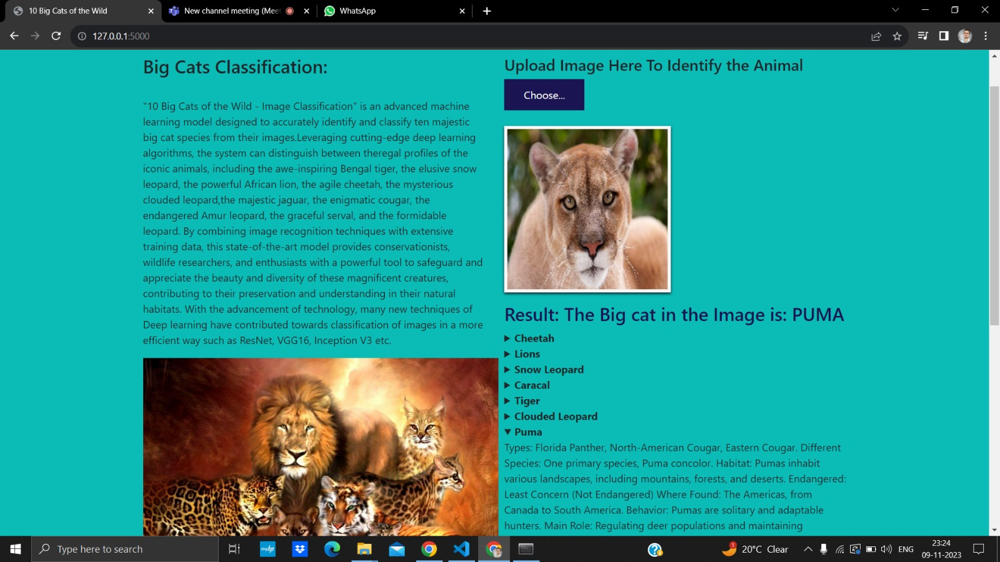 10 Big Cats of the Wild
New channel meeting (Mee
WhatsApp
127.0.0.1:5000
Big Cats Classification:
"10 Big Cats of the Wild - Image Classification" is an advanced machine
learning model designed to accurately identify and classify ten majestic
big cat species from their images.Leveraging cutting-edge deep learning
algorithms, the system can distinguish between theregal profiles of the
iconic animals, including the awe-inspiring Bengal tiger, the elusive snow
leopard, the powerful African lion, the agile cheetah, the mysterious
clouded leopard,the majestic jaguar, the enigmatic cougar, the
endangered Amur leopard, the graceful serval, and the formidable
leopard. By combining image recognition techniques with extensive
training data, this state-of-the-art model provides conservationists,
wildlife researchers, and enthusiasts with a powerful tool to safeguard and
appreciate the beauty and diversity of these magnificent creatures,
contributing to their preservation and understanding in their natural
habitats. With the advancement of technology, many new techniques of
Deep learning have contributed towards classification of images in a more
efficient way such as ResNet, VGG16, Inception V3 etc.
Upload Image Here To Identify the Animal
Choose...
Result: The Big cat in the Image is: PUMA
Cheetah
Lions
Snow Leopard
Caracal
Tiger
Clouded Leopard
Puma
Types: Florida Panther, North-American Cougar, Eastern Cougar. Different
Species: One primary species, Puma concolor. Habitat: Pumas inhabit
various landscapes, including mountains, forests, and deserts. Endangered:
Least Concern (Not Endangered) Where Found: The Americas, from
Canada to South America. Behavior: Pumas are solitary and adaptable
hunters. Main Role: Regulating deer populations and maintaining
Type here to search
myhp
1
20°C Clear
ENG
23:24
09-11-2023